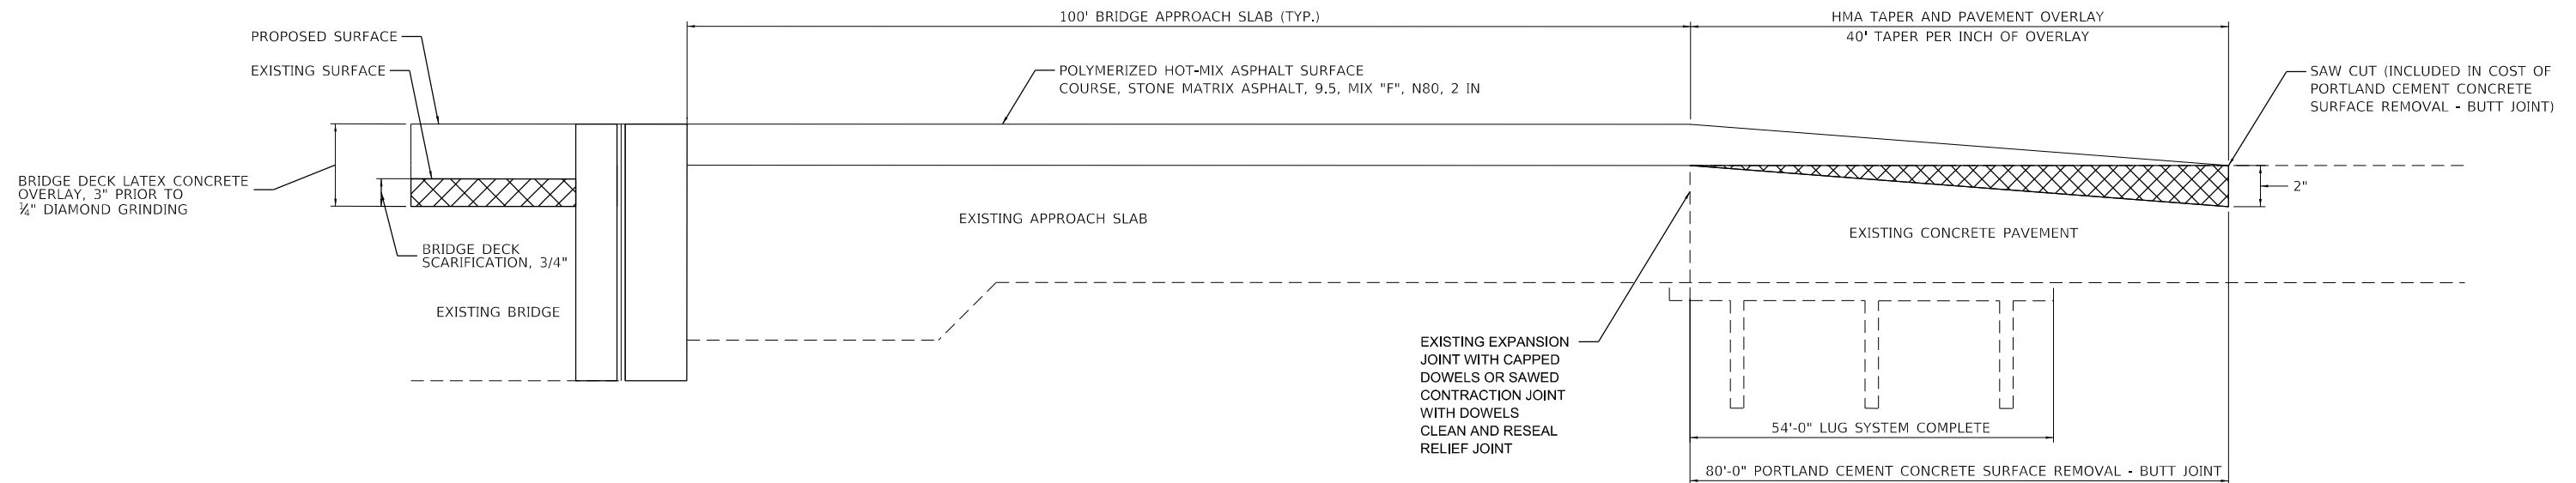 100' BRIDGE APPROACH SLAB (TYP.)
HMA TAPER AND PAVEMENT OVERLAY
40' TAPER PER INCH OF OVERLAY
PROPOSED SURFACE
EXISTING SURFACE
POLYMERIZED HOT-MIX ASPHALT SURFACE
COURSE, STONE MATRIX ASPHALT, 9.5, MIX "F", N80, 2 IN
SAW CUT (INCLUDED IN COST OF
PORTLAND CEMENT CONCRETE
SURFACE REMOVAL - BUTT JOINT)
BRIDGE DECK LATEX CONCRETE
OVERLAY, 3" PRIOR TO
¼" DIAMOND GRINDING
2"
EXISTING APPROACH SLAB
EXISTING CONCRETE PAVEMENT
BRIDGE DECK
SCARIFICATION, 3/4"
EXISTING BRIDGE
EXISTING EXPANSION
JOINT WITH CAPPED
DOWELS OR SAWED
CONTRACTION JOINT
WITH DOWELS
CLEAN AND RESEAL
RELIEF JOINT
54'-0" LUG SYSTEM COMPLETE
80'-0" PORTLAND CEMENT CONCRETE SURFACE REMOVAL - BUTT JOINT